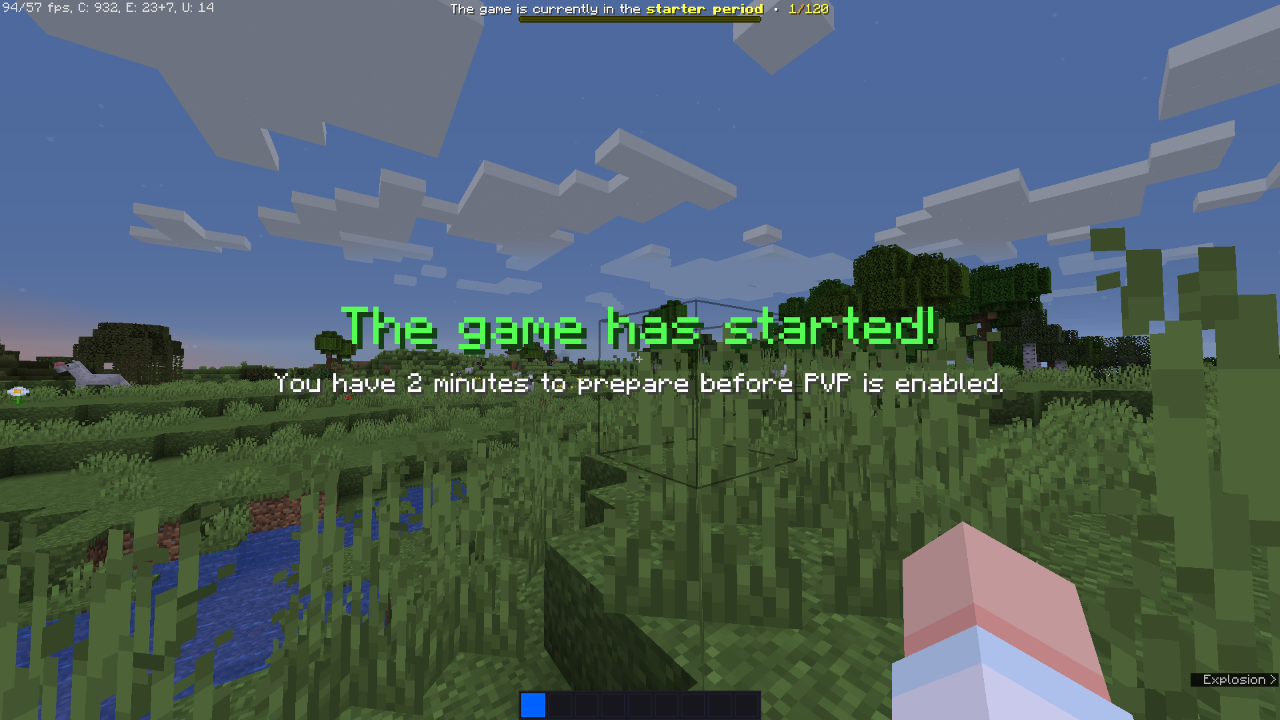 94/57 fps, C: 932, E: 23+7, U: 14
The game is currently in the starter period • 1/120
The game has started!
You have 2 minutes to prepare before PVP is enabled.
Explosion >